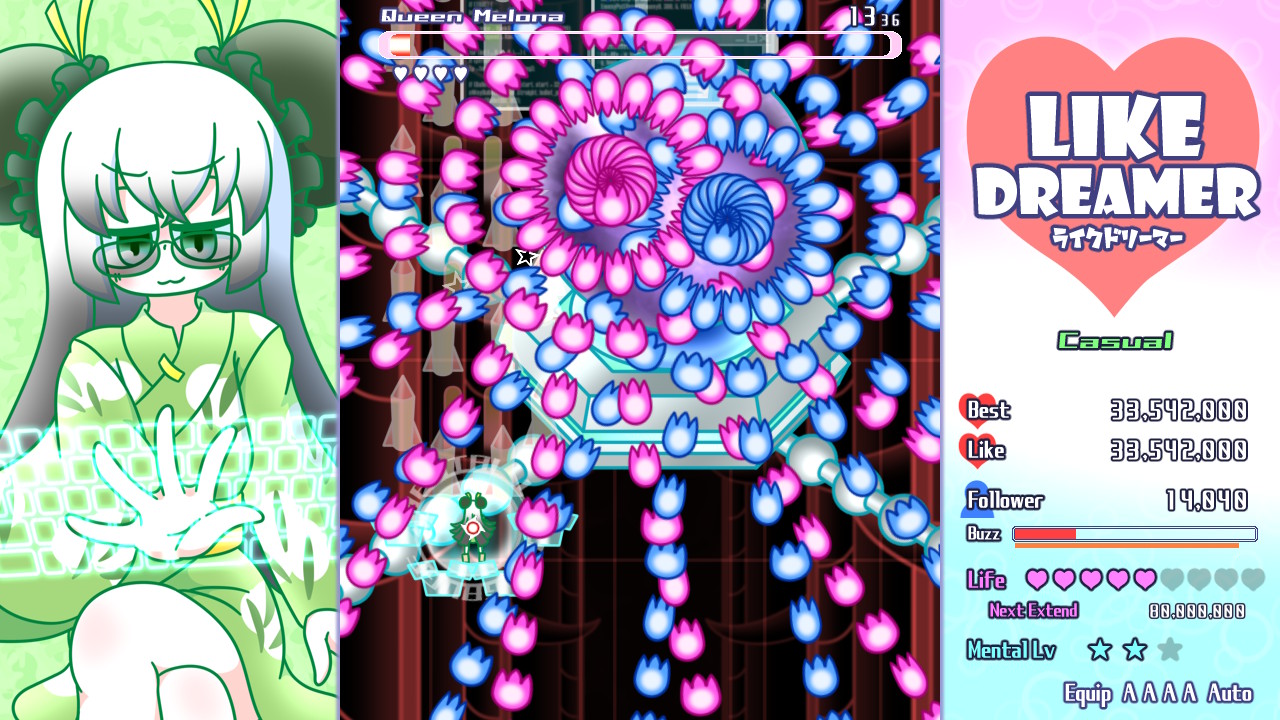 Queen Melona
13 36
LIKE
DREAMER
ライクドリーマー
Casual
Best 33,542,000
Like 33,542,000
Follower 14,040
Buzz
Life
Next Extend 80,000,000
Mental Lv
Equip A A A A Auto